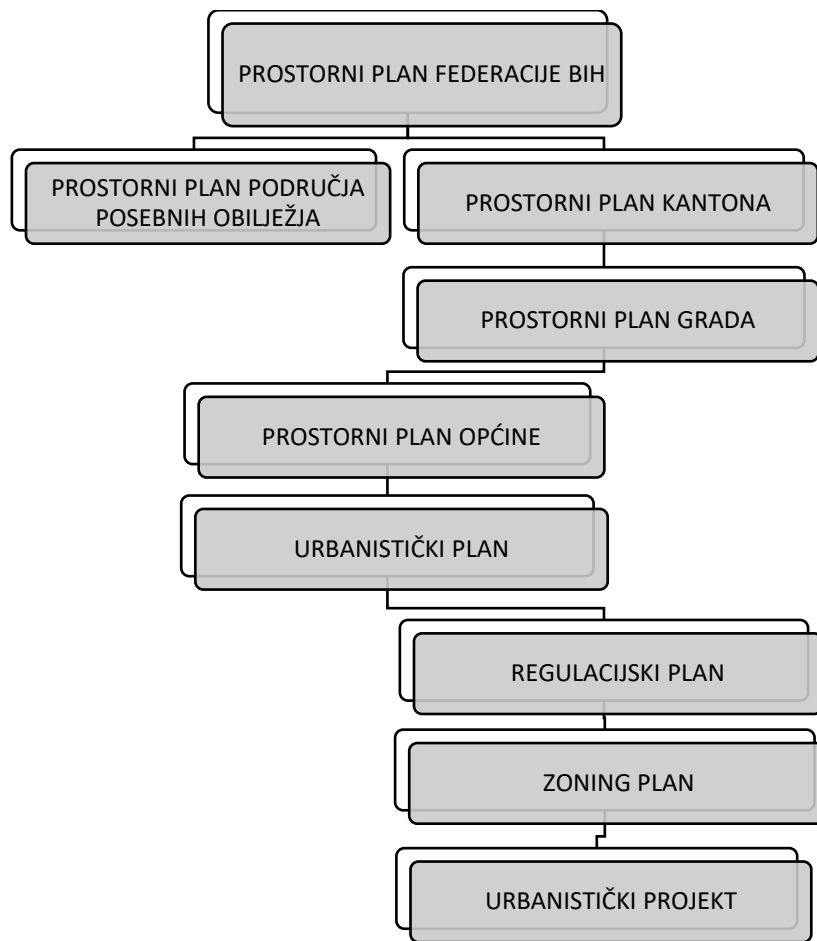 PROSTORNI PLAN FEDERACIJE BIH
PROSTORNI PLAN PODRUČJA
POSEBNIH OBILJEŽJA
PROSTORNI PLAN KANTONA
PROSTORNI PLAN GRADA
PROSTORNI PLAN OPĆINE
URBANISTIČKI PLAN
REGULACIJSKI PLAN
ZONING PLAN
URBANISTIČKI PROJEKT